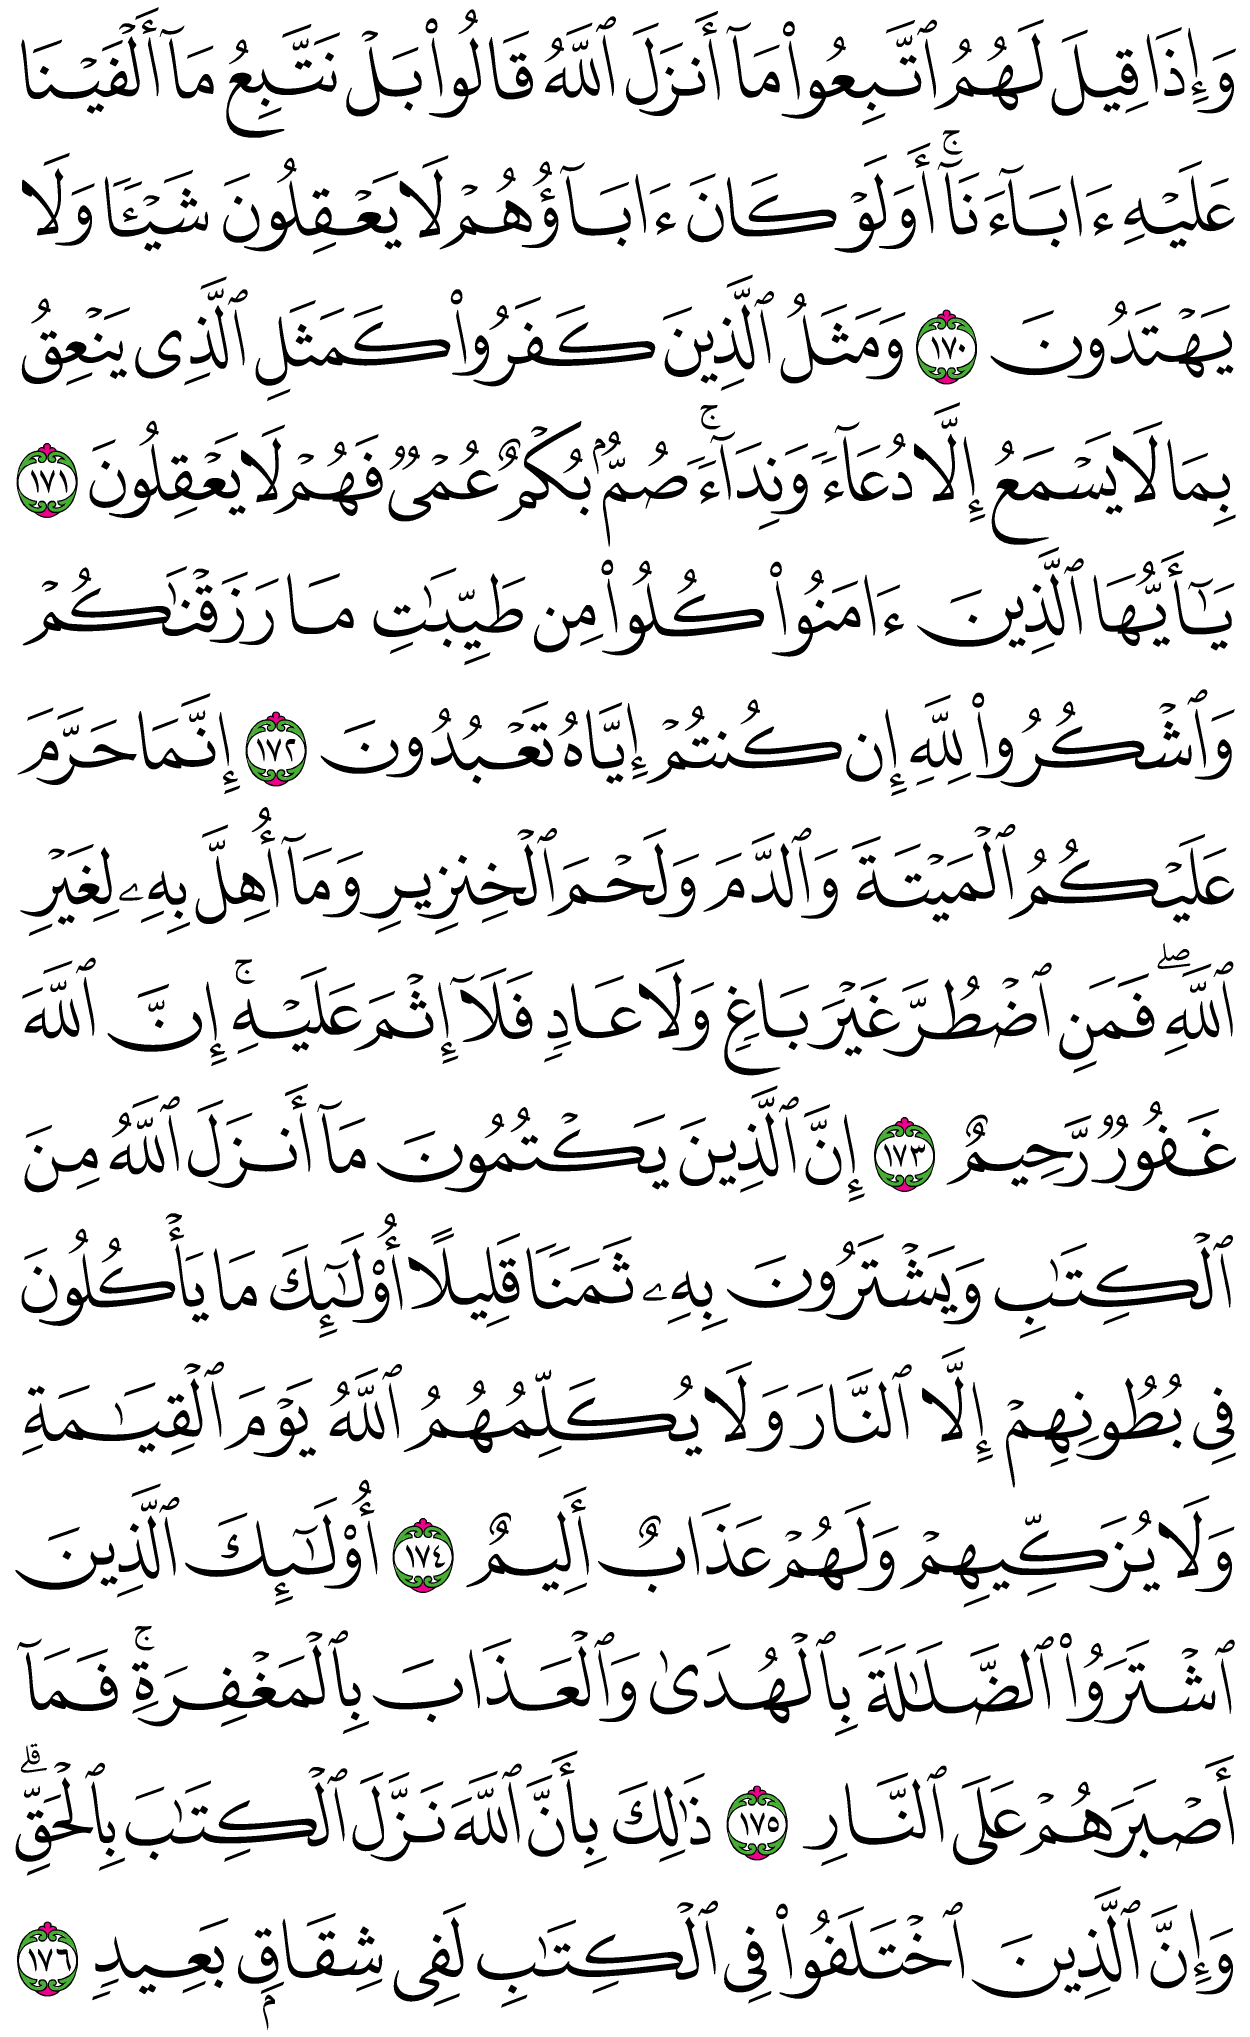 وَإِذَا قِيلَ لَهُمُ ٱتَّبِعُوا۟ مَآ أَنزَلَ ٱللَّهُ قَالُوا۟ بَلۡ نَتَّبِعُ مَآ أَلۡفَيۡنَا
عَلَيۡهِ ءَابَآءَنَآۚ أَوَلَوۡ كَانَ ءَابَآؤُهُمۡ لَا يَعۡقِلُونَ شَيۡـًٔا وَلَا
يَهۡتَدُونَ ١٧٠ وَمَثَلُ ٱلَّذِينَ كَفَرُوا۟ كَمَثَلِ ٱلَّذِى يَنۡعِقُ
بِمَا لَا يَسۡمَعُ إِلَّا دُعَآءً وَنِدَآءًۚ صُمُّۢ بُكۡمٌ عُمۡىٌ فَهُمۡ لَا يَعۡقِلُونَ ١٧١
يَـٰٓأَيُّهَا ٱلَّذِينَ ءَامَنُوا۟ كُلُوا۟ مِن طَيِّبَـٰتِ مَا رَزَقۡنَـٰكُمۡ
وَٱشۡكُرُوا۟ لِلَّهِ إِن كُنتُمۡ إِيَّاهُ تَعۡبُدُونَ ١٧٢ إِنَّمَا حَرَّمَ
عَلَيۡكُمُ ٱلۡمَيۡتَةَ وَٱلدَّمَ وَلَحۡمَ ٱلۡخِنزِيرِ وَمَآ أُهِلَّ بِهِۦ لِغَيۡرِ
ٱللَّهِۖ فَمَنِ ٱضۡطُرَّ غَيۡرَ بَاغٍ وَلَا عَادٍ فَلَآ إِثۡمَ عَلَيۡهِۚ إِنَّ ٱللَّهَ
غَفُورٌ رَّحِيمٌ ١٧٣ إِنَّ ٱلَّذِينَ يَكۡتُمُونَ مَآ أَنزَلَ ٱللَّهُ مِنَ
ٱلۡكِتَـٰبِ وَيَشۡتَرُونَ بِهِۦ ثَمَنًا قَلِيلًا أُو۟لَـٰٓئِكَ مَا يَأۡكُلُونَ
فِى بُطُونِهِمۡ إِلَّا ٱلنَّارَ وَلَا يُكَلِّمُهُمُ ٱللَّهُ يَوۡمَ ٱلۡقِيَـٰمَةِ
وَلَا يُزَكِّيهِمۡ وَلَهُمۡ عَذَابٌ أَلِيمٌ ١٧٤ أُو۟لَـٰٓئِكَ ٱلَّذِينَ
ٱشۡتَرَوُا۟ ٱلضَّلَـٰلَةَ بِٱلۡهُدَىٰ وَٱلۡعَذَابَ بِٱلۡمَغۡفِرَةِۚ فَمَآ
أَصۡبَرَهُمۡ عَلَى ٱلنَّارِ ١٧٥ ذَٰلِكَ بِأَنَّ ٱللَّهَ نَزَّلَ ٱلۡكِتَـٰبَ بِٱلۡحَقِّۗ
وَإِنَّ ٱلَّذِينَ ٱخۡتَلَفُوا۟ فِى ٱلۡكِتَـٰبِ لَفِى شِقَاقٍۭ بَعِيدٍ ١٧٦